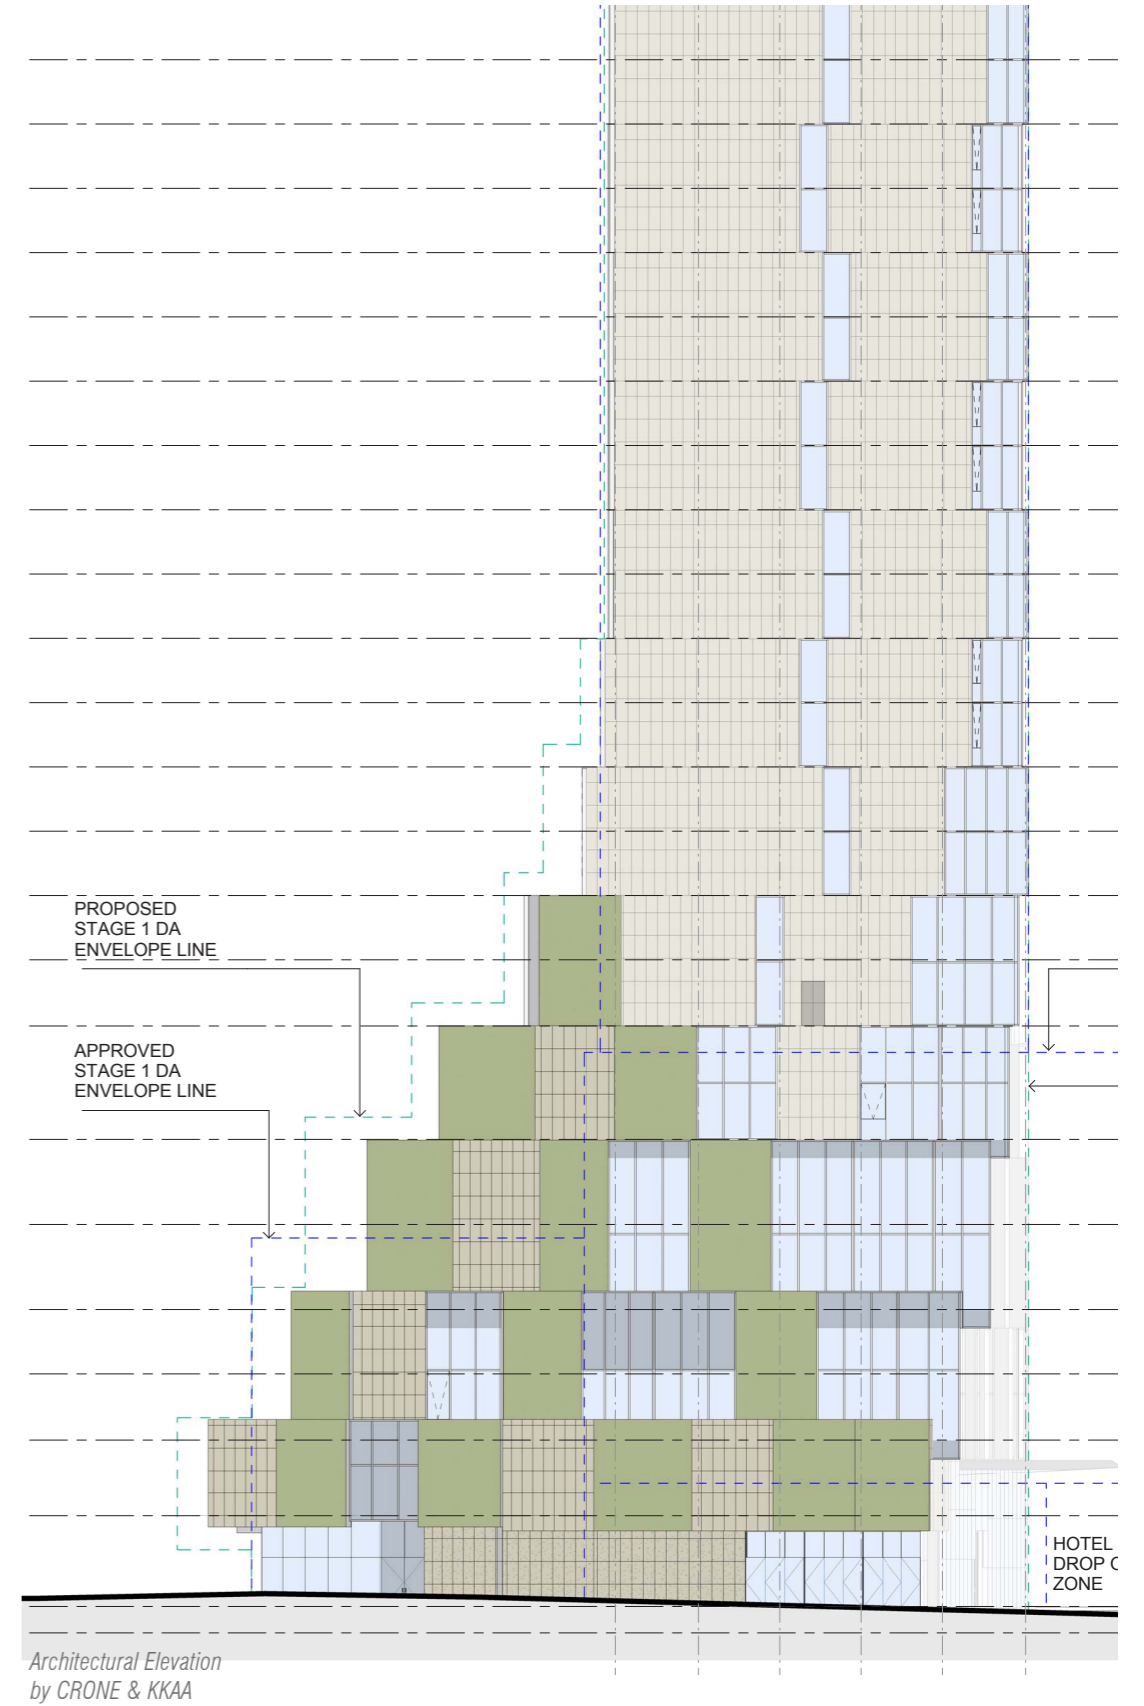 PROPOSED
STAGE 1 DA
ENVELOPE LINE
APPROVED
STAGE 1 DA
ENVELOPE LINE
HOTEL
DROP
ZONE
Architectural Elevation
by CRONE & KKAA